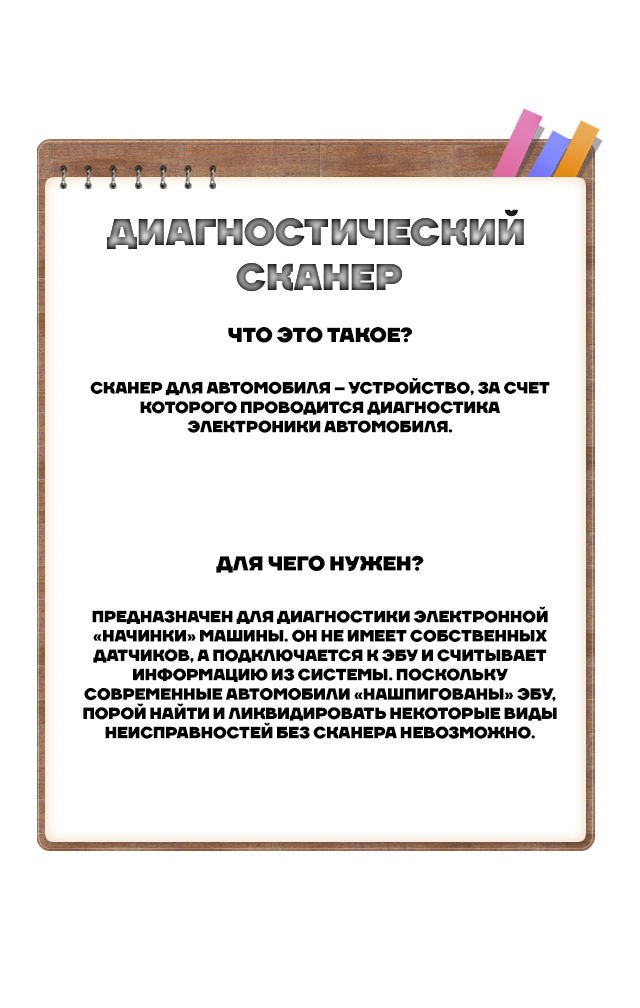 ДИАГНОСТИЧЕСКИЙ
СКАНЕР
ЧТО ЭТО ТАКОЕ?
СКАНЕР ДЛЯ АВТОМОБИЛЯ – УСТРОЙСТВО, ЗА СЧЕТ
КОТОРОГО ПРОВОДИТСЯ ДИАГНОСТИКА
ЭЛЕКТРОНИКИ АВТОМОБИЛЯ.
ДЛЯ ЧЕГО НУЖЕН?
ПРЕДНАЗНАЧЕН ДЛЯ ДИАГНОСТИКИ ЭЛЕКТРОННОЙ
«НАЧИНКИ» МАШИНЫ. ОН НЕ ИМЕЕТ СОБСТВЕННЫХ
ДАТЧИКОВ, А ПОДКЛЮЧАЕТСЯ К ЭБУ И СЧИТЫВАЕТ
ИНФОРМАЦИЮ ИЗ СИСТЕМЫ. ПОСКОЛЬКУ
СОВРЕМЕННЫЕ АВТОМОБИЛИ «НАШПИГОВАНЫ» ЭБУ,
ПОРОЙ НАЙТИ И ЛИКВИДИРОВАТЬ НЕКОТОРЫЕ ВИДЫ
НЕИСПРАВНОСТЕЙ БЕЗ СКАНЕРА НЕВОЗМОЖНО.